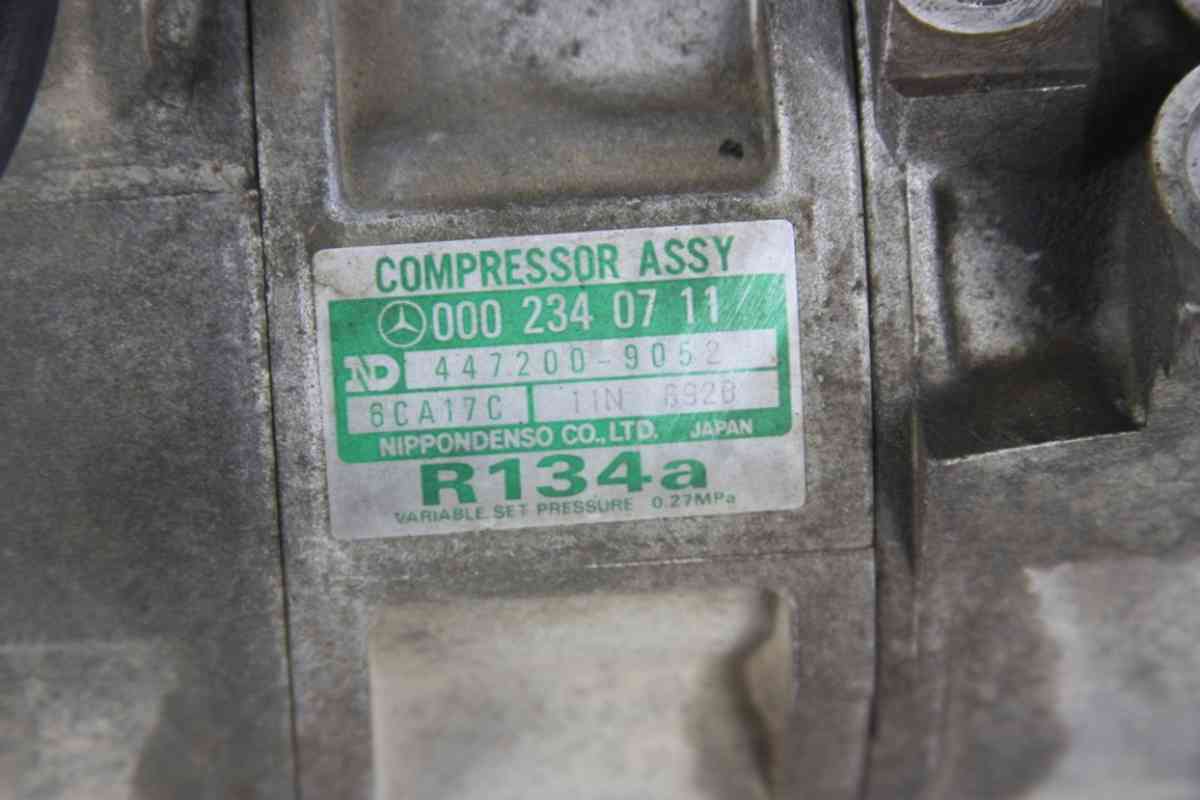 COMPRESSOR ASSY
000 234 07 11
ND 447200-9052
6CA17C 11N
NIPPONDENSO CO., LTD. JAPAN
R134a
VARIABLE SET PRESSURE 0.27MPa